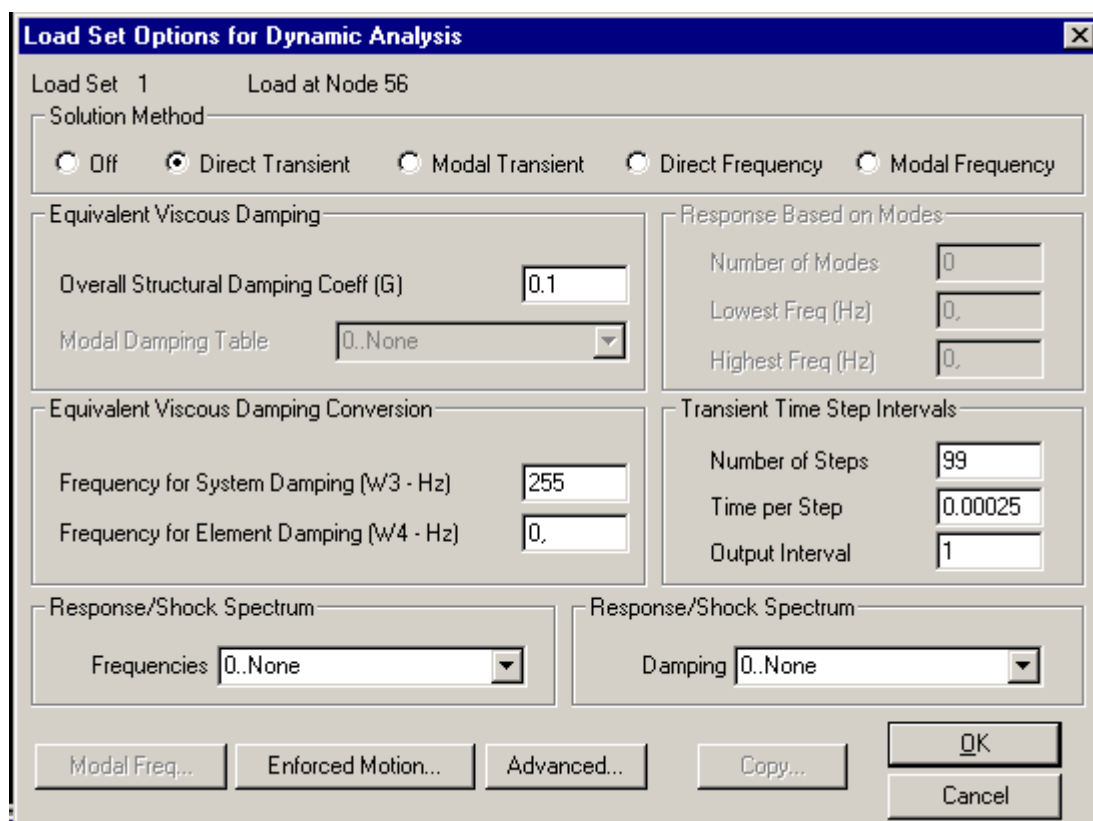 Load Set Options for Dynamic Analysis
Load Set 1 Load at Node 56
Solution Method
Off Direct Transient Modal Transient Direct Frequency Modal Frequency
Equivalent Viscous Damping
Overall Structural Damping Coeff (G) 0.1
Modal Damping Table 0..None
Response Based on Modes
Number of Modes 0
Lowest Freq (Hz) 0,
Highest Freq (Hz) 0,
Equivalent Viscous Damping Conversion
Frequency for System Damping (W3 - Hz) 255
Frequency for Element Damping (W4 - Hz) 0,
Transient Time Step Intervals
Number of Steps 99
Time per Step 0.00025
Output Interval 1
Response/Shock Spectrum
Frequencies 0..None
Response/Shock Spectrum
Damping 0..None
Modal Freq... Enforced Motion... Advanced... Copy...
OK
Cancel